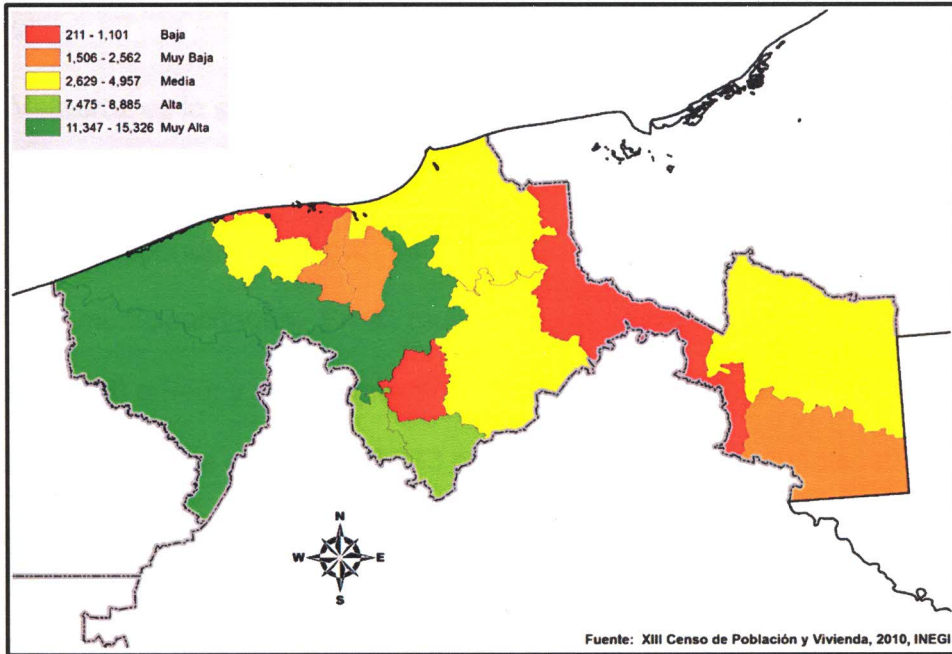 211 - 1,101 Baja
1,506 - 2,562 Muy Baja
2,629 - 4,957 Media
7,475 - 8,885 Alta
11,347 - 15,326 Muy Alta
N
W E
S
Fuente: XIII Censo de Población y Vivienda, 2010, INEGI